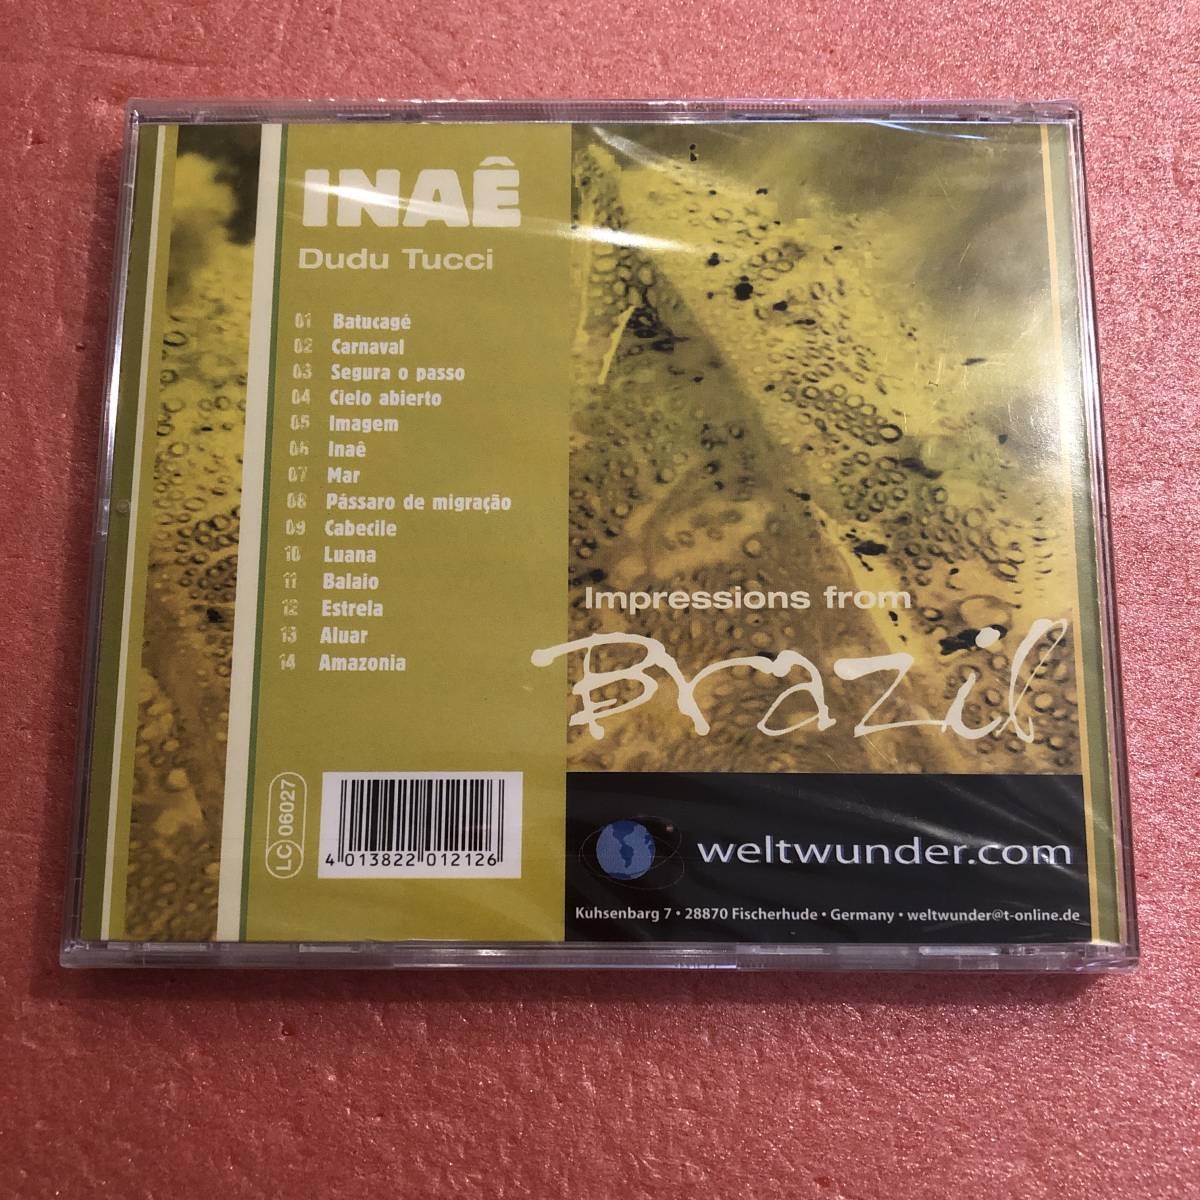 INAÊ
Dudu Tucci
01 Batucagé
02 Carnaval
03 Segura o passo
04 Cielo abierto
05 Imagem
06 Inaê
07 Mar
08 Pássaro de migração
09 Cabecile
10 Luana
11 Balaio
12 Estrela
13 Aluar
14 Amazonia
Impressions from
Brazil
LC 06027
4 013822 012126
weltwunder.com
Kuhsenbarg 7 • 28870 Fischerhude • Germany • weltwunder@t-online.de